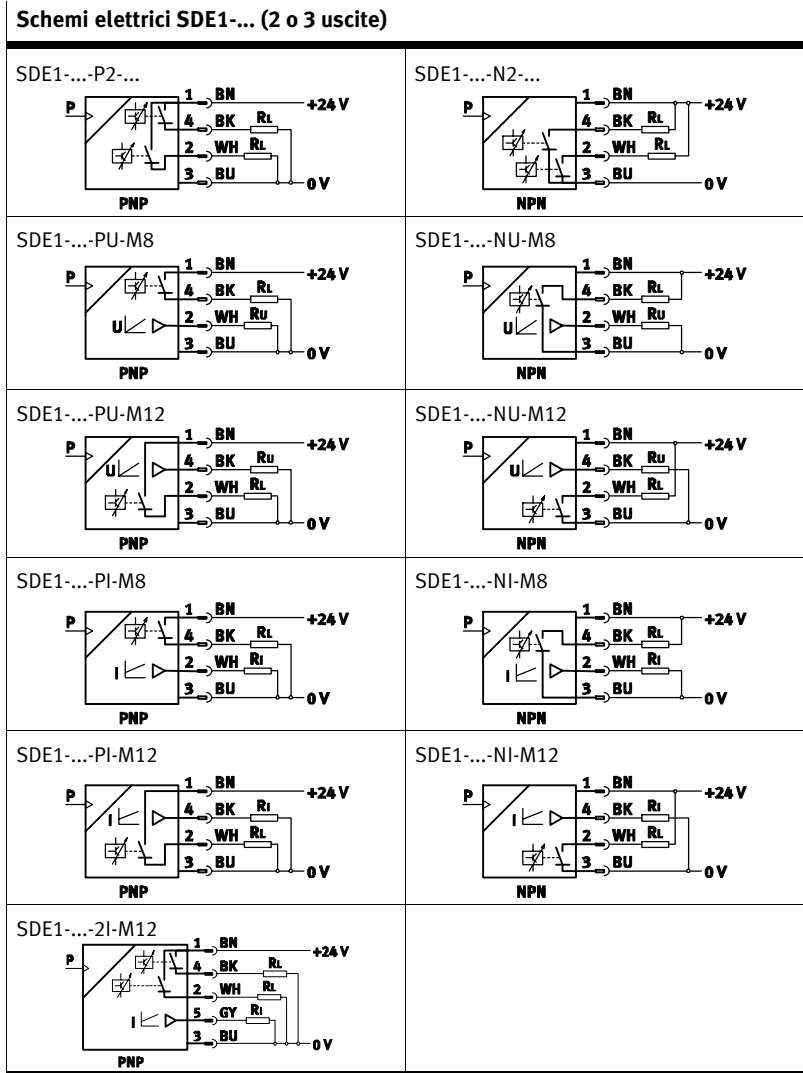 Schemi elettrici SDE1-... (2 o 3 uscite)
SDE1-...-P2-...
P
1 BN
+24 V
4 BK RL
2 WH RL
3 BU
0 V
PNP
SDE1-...-N2-...
P
1 BN
+24 V
4 BK RL
2 WH RL
3 BU
0 V
NPN
SDE1-...-PU-M8
P
1 BN
+24 V
4 BK RL
U
2 WH RU
3 BU
0 V
PNP
SDE1-...-NU-M8
P
1 BN
+24 V
4 BK RL
U
2 WH RU
3 BU
0 V
NPN
SDE1-...-PU-M12
P
1 BN
+24 V
U
4 BK RU
2 WH RL
3 BU
0 V
PNP
SDE1-...-NU-M12
P
1 BN
+24 V
U
4 BK RU
2 WH RL
3 BU
0 V
NPN
SDE1-...-PI-M8
P
1 BN
+24 V
4 BK RL
I
2 WH RI
3 BU
0 V
PNP
SDE1-...-NI-M8
P
1 BN
+24 V
4 BK RL
I
2 WH RI
3 BU
0 V
NPN
SDE1-...-PI-M12
P
1 BN
+24 V
I
4 BK RI
2 WH RL
3 BU
0 V
PNP
SDE1-...-NI-M12
P
1 BN
+24 V
I
4 BK RI
2 WH RL
3 BU
0 V
NPN
SDE1-...-2I-M12
P
1 BN
+24 V
4 BK RL
2 WH RL
I
5 GY RI
3 BU
0 V
PNP